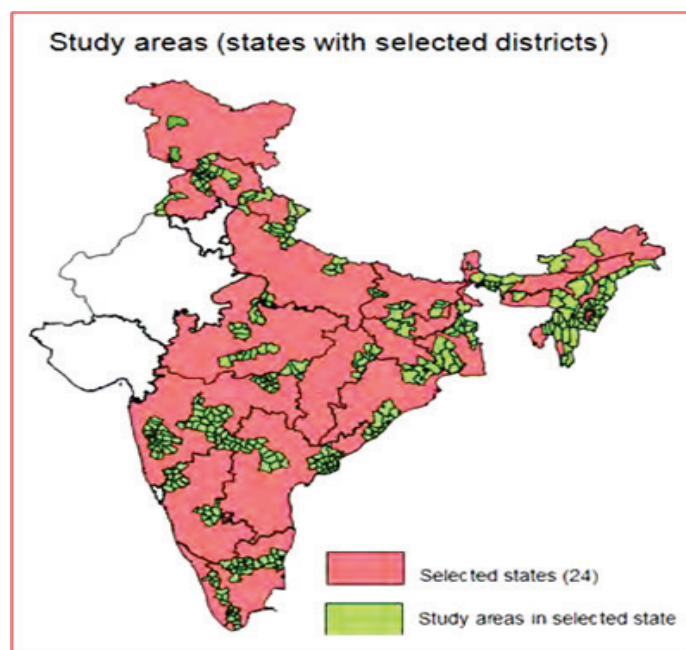 Study areas (states with selected districts)
Selected states (24)
Study areas in selected state